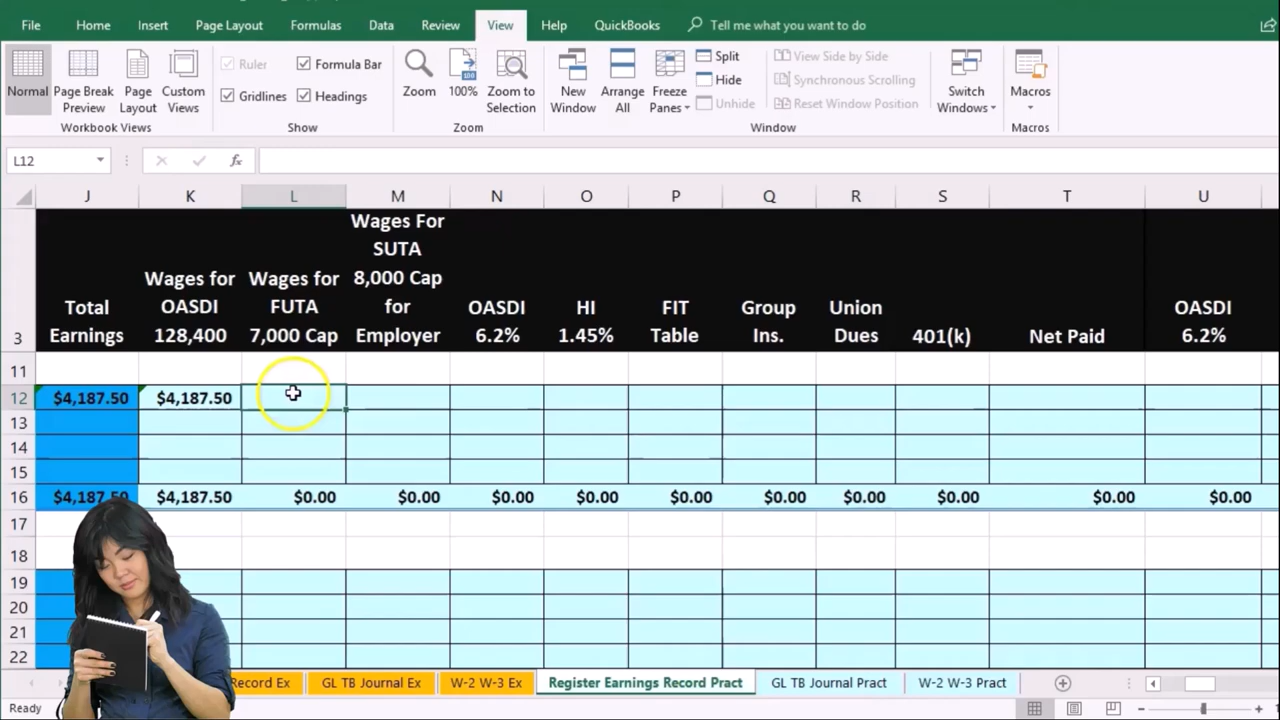 File Home Insert Page Layout Formulas Data Review View Help QuickBooks Tell me what you want to do
Normal
Page Break
Preview
Page
Layout
Custom
Views
Workbook Views
Ruler
Formula Bar
Gridlines
Headings
Show
Zoom
100%
Zoom to
Selection
Zoom
New
Window
Arrange
All
Freeze
Panes
Split
Hide
Unhide
View Side by Side
Synchronous Scrolling
Reset Window Position
Window
Switch
Windows
Macros
Macros
L12
fx
J K L M N O P Q R S T U
3
Total
Earnings
Wages for
OASDI
128,400
Wages for
FUTA
7,000 Cap
Wages For
SUTA
8,000 Cap
for
Employer
OASDI
6.2%
HI
1.45%
FIT
Table
Group
Ins.
Union
Dues
401(k)
Net Paid
OASDI
6.2%
11
12 $4,187.50 $4,187.50
13
14
15
16 $4,187.50 $4,187.50 $0.00 $0.00 $0.00 $0.00 $0.00 $0.00 $0.00 $0.00 $0.00 $0.00
17
18
19
20
21
22
Record Ex GL TB Journal Ex W-2 W-3 Ex Register Earnings Record Pract GL TB Journal Pract W-2 W-3 Pract
Ready